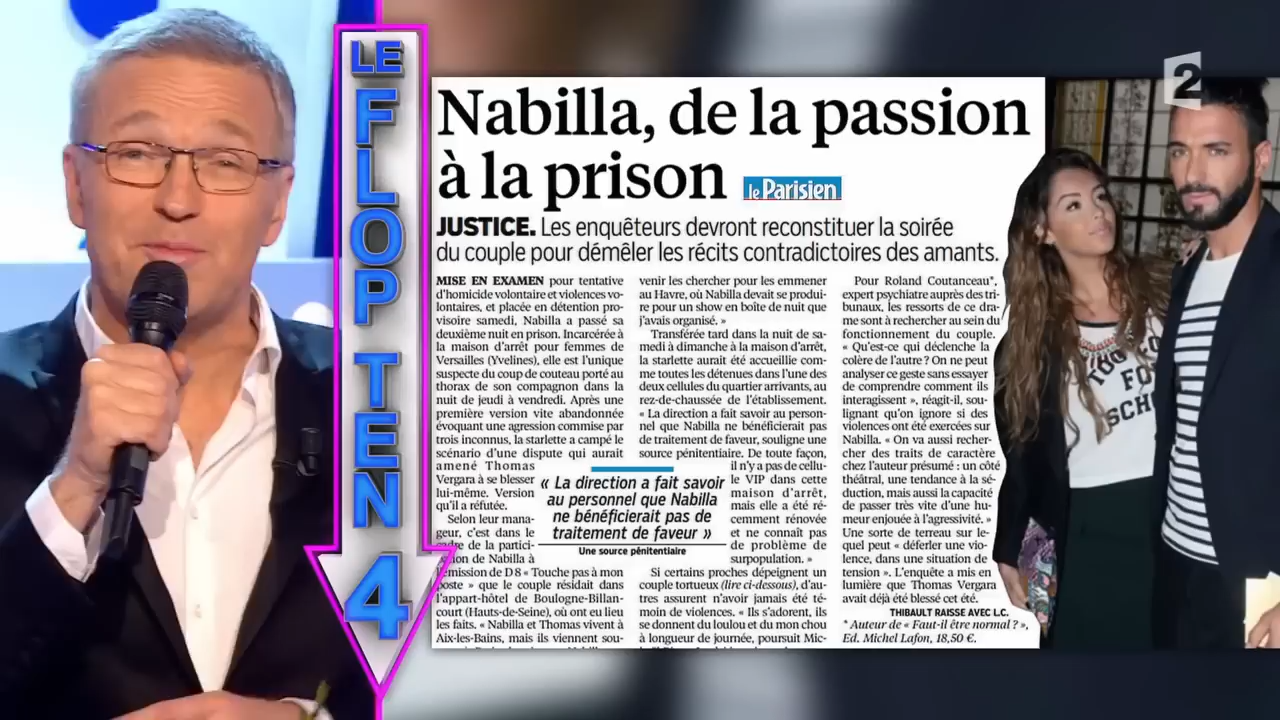 LE
FLOP TEN
4
2
Nabilla, de la passion
à la prison
le Parisien
JUSTICE. Les enquêteurs devront reconstituer la soirée
du couple pour démêler les récits contradictoires des amants.
MISE EN EXAMEN pour tentative
d'homicide volontaire et violences vo-
lontaires, et placée en détention pro-
visoire samedi, Nabilla a passé sa
deuxième nuit en prison. Incarcérée à
la maison d'arrêt pour femmes de
Versailles (Yvelines), elle est l'unique
suspecte du coup de couteau porté au
thorax de son compagnon dans la
nuit de jeudi à vendredi. Après une
première version vite abandonnée
évoquant une agression commise par
trois inconnus, la starlette a campé le
scénario d'une dispute qui aurait
amené Thomas
Vergara à se blesser
lui-même. Version
qu'il a réfutée.
Selon leur mana-
geur, c'est dans le
cadre de la partici-
pation de Nabilla à
l'émission de D8 « Touche pas à mon
poste » que le couple résidait dans
l'appart-hôtel de Boulogne-Billan-
court (Hauts-de-Seine), où ont eu lieu
les faits. « Nabilla et Thomas vivent à
Aix-les-Bains, mais ils viennent sou-
« La direction a fait savoir
au personnel que Nabilla
ne bénéficierait pas de
traitement de faveur »
Une source pénitentiaire
venir les chercher pour les emmener
au Havre, où Nabilla devait se produi-
re pour un show en boîte de nuit que
j'avais organisé. »
Transférée tard dans la nuit de sa-
medi à dimanche à la maison d'arrêt,
la starlette aurait été accueillie com-
me toutes les détenues dans l'une des
deux cellules du quartier arrivants, au
rez-de-chaussée de l'établissement.
« La direction a fait savoir au person-
nel que Nabilla ne bénéficierait pas
de traitement de faveur, souligne une
source pénitentiaire. De toute façon,
il n'y a pas de cellu-
le VIP dans cette
maison d'arrêt,
mais elle a été ré-
cemment rénovée
et ne connaît pas
de problème de
surpopulation. »
Si certains proches dépeignent un
couple tortueux (lire ci-dessous), d'au-
tres assurent n'avoir jamais été té-
moin de violences. « Ils s'adorent, ils
se donnent du loulou et du mon chou
à longueur de journée, poursuit Mic-
Pour Roland Coutanceau*,
expert psychiatre auprès des tri-
bunaux, les ressorts de ce dra-
me sont à rechercher au sein du
fonctionnement du couple.
« Qu'est-ce qui déclenche la
colère de l'autre ? On ne peut
analyser ce geste sans essayer
de comprendre comment ils
interagissent », réagit-il, sou-
lignant qu'on ignore si des
violences ont été exercées sur
Nabilla. « On va aussi recher-
cher des traits de caractère
chez l'auteur présumé : un côté
théâtral, une tendance à la sé-
duction, mais aussi la capacité
de passer très vite d'une hu-
meur enjouée à l'agressivité. »
Une sorte de terreau sur le-
quel peut « déferler une vio-
lence, dans une situation de
tension ». L'enquête a mis en
lumière que Thomas Vergara
avait déjà été blessé cet été.
THIBAULT RAISSE AVEC L.C.
* Auteur de « Faut-il être normal ? »,
Ed. Michel Lafon, 18,50 €.